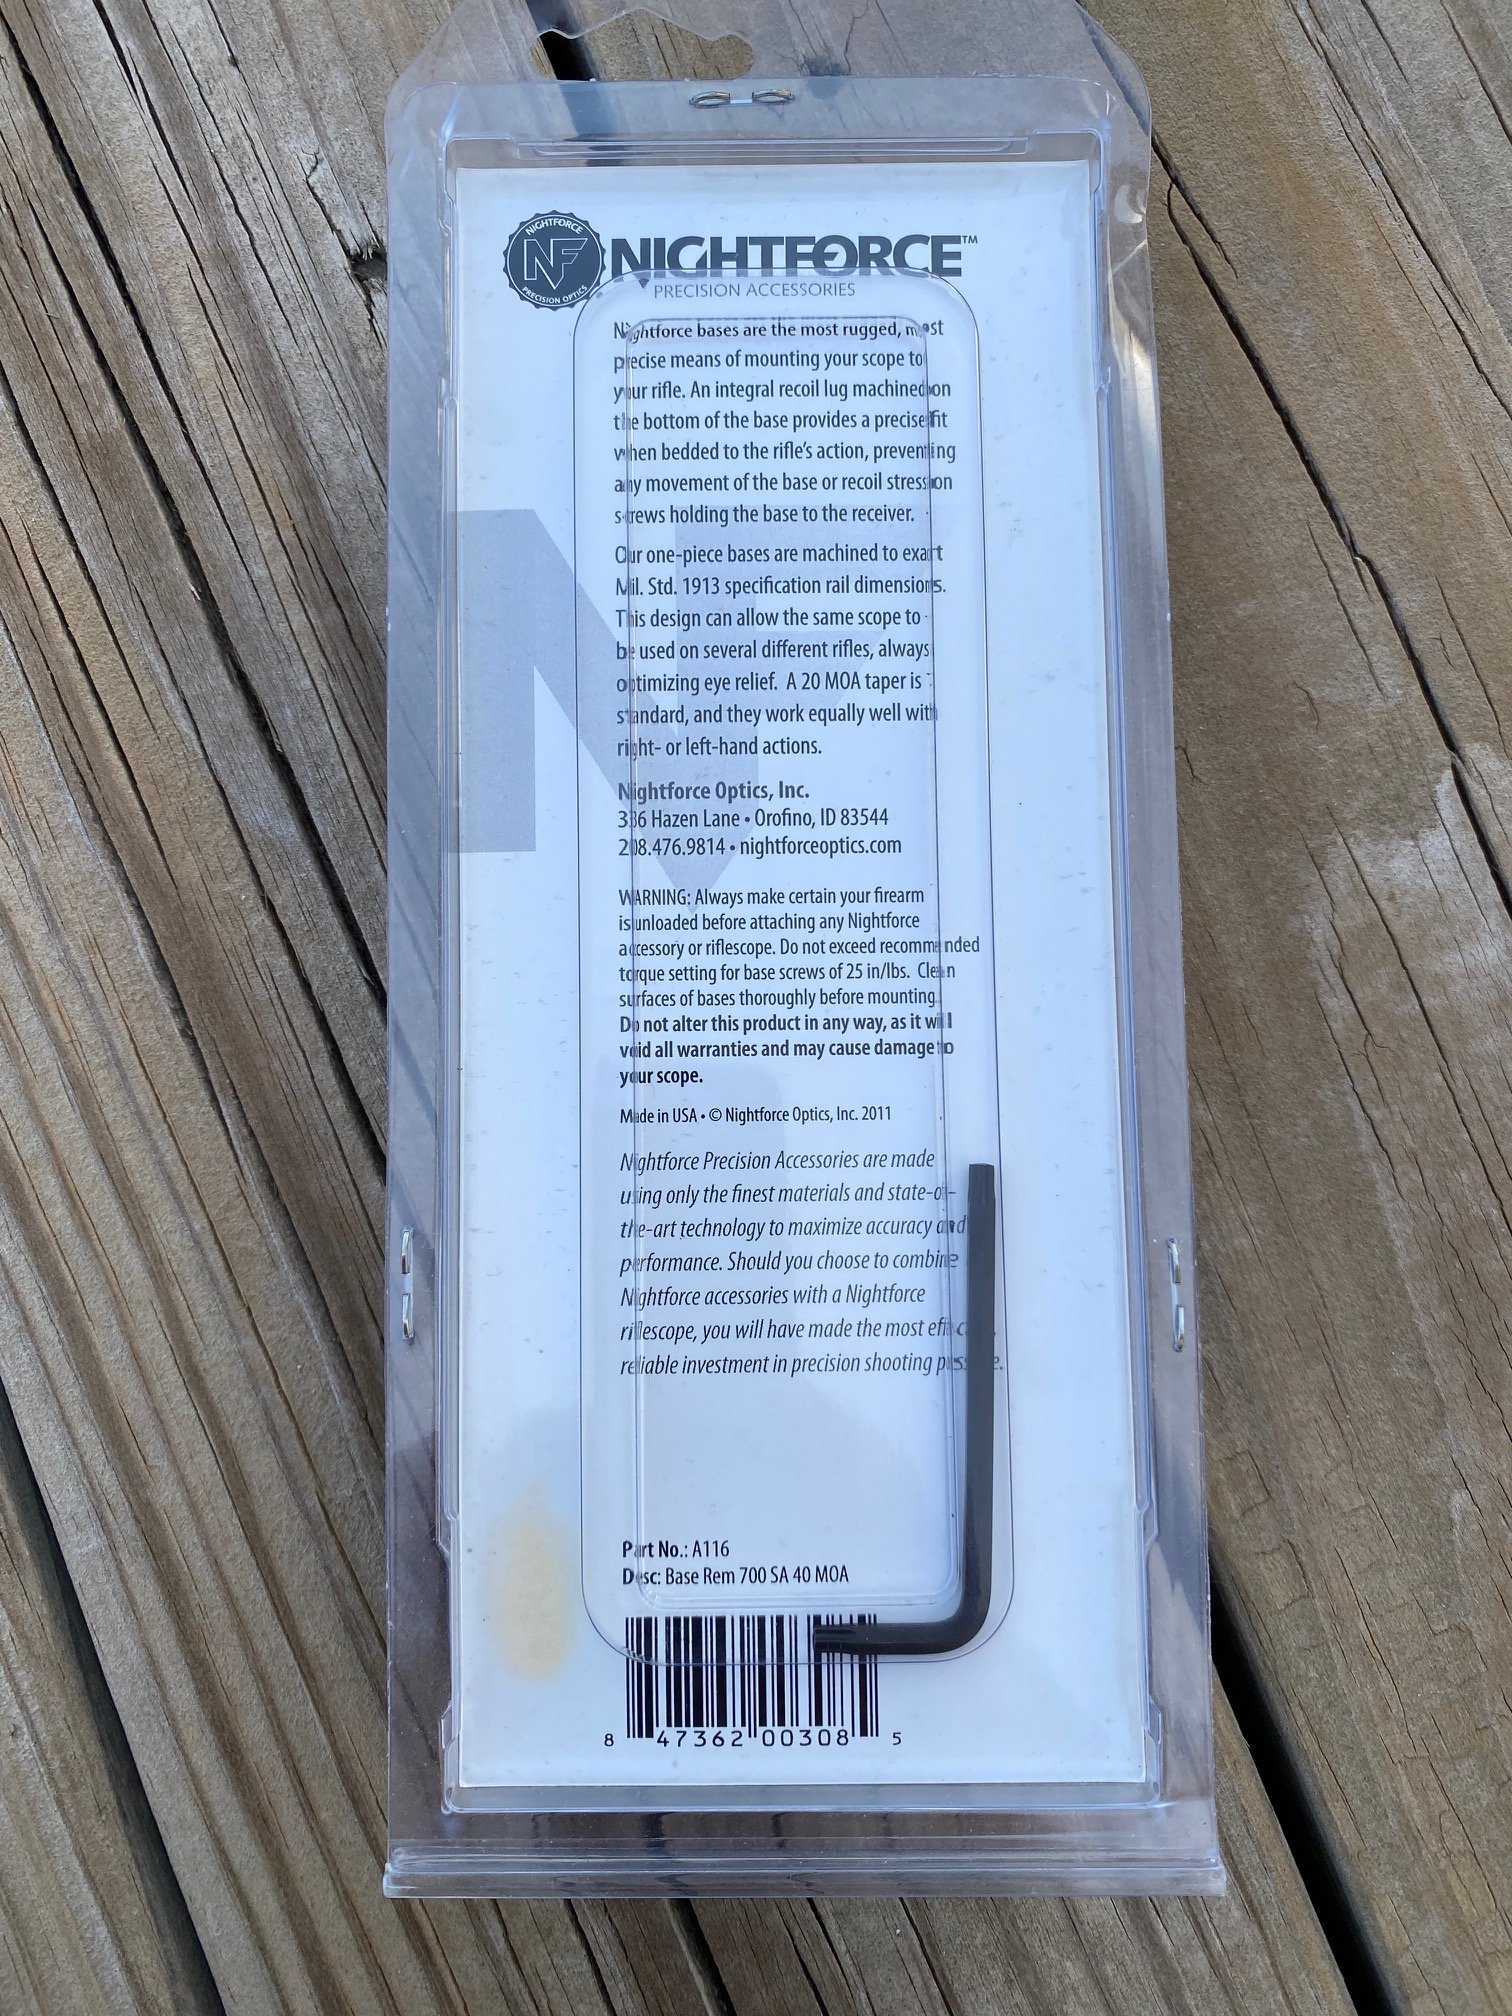 NIGHTFORCE
NF
PRECISION OPTICS
NIGHTFORCE™
PRECISION ACCESSORIES
Nightforce bases are the most rugged, most
precise means of mounting your scope to
your rifle. An integral recoil lug machined on
the bottom of the base provides a precise fit
when bedded to the rifle's action, preventing
any movement of the base or recoil stress on
screws holding the base to the receiver.
Our one-piece bases are machined to exact
Mil. Std. 1913 specification rail dimensions.
This design can allow the same scope to
be used on several different rifles, always
optimizing eye relief. A 20 MOA taper is
standard, and they work equally well with
right- or left-hand actions.
Nightforce Optics, Inc.
336 Hazen Lane • Orofino, ID 83544
208.476.9814 • nightforceoptics.com
WARNING: Always make certain your firearm
is unloaded before attaching any Nightforce
accessory or riflescope. Do not exceed recommended
torque setting for base screws of 25 in/lbs. Clean
surfaces of bases thoroughly before mounting.
Do not alter this product in any way, as it will
void all warranties and may cause damage to
your scope.
Made in USA • © Nightforce Optics, Inc. 2011
Nightforce Precision Accessories are made
using only the finest materials and state-of-
the-art technology to maximize accuracy and
performance. Should you choose to combine
Nightforce accessories with a Nightforce
riflescope, you will have made the most
reliable investment in precision shooting
Part No.: A116
Desc: Base Rem 700 SA 40 MOA
8 47362 00308 5